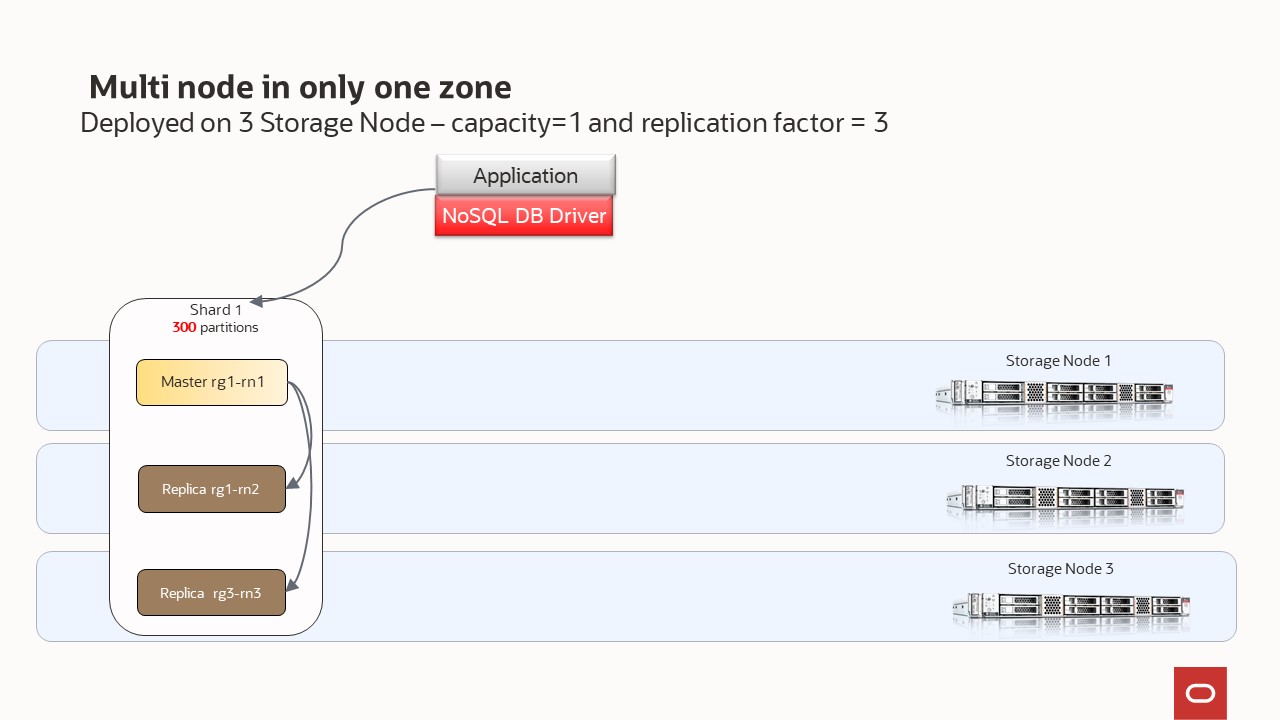 Multi node in only one zone
Deployed on 3 Storage Node – capacity=1 and replication factor = 3
Application
NoSQL DB Driver
Shard 1
300 partitions
Master rg1-rn1
Storage Node 1
Replica rg1-rn2
Storage Node 2
Replica rg3-rn3
Storage Node 3